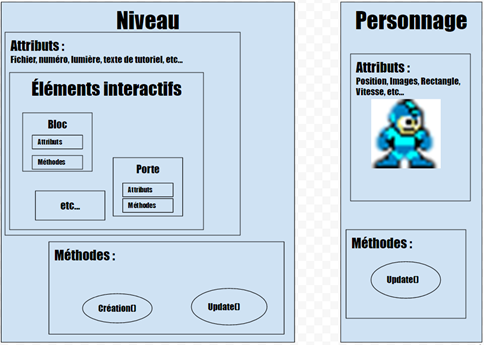 Niveau
Attributs :
Fichier, numéro, lumière, texte de tutoriel, etc...
Éléments interactifs
Bloc
Attributs
Méthodes
Porte
Attributs
Méthodes
etc...
Méthodes :
Création()
Update()
Personnage
Attributs :
Position, Images, Rectangle,
Vitesse, etc...
Méthodes :
Update()